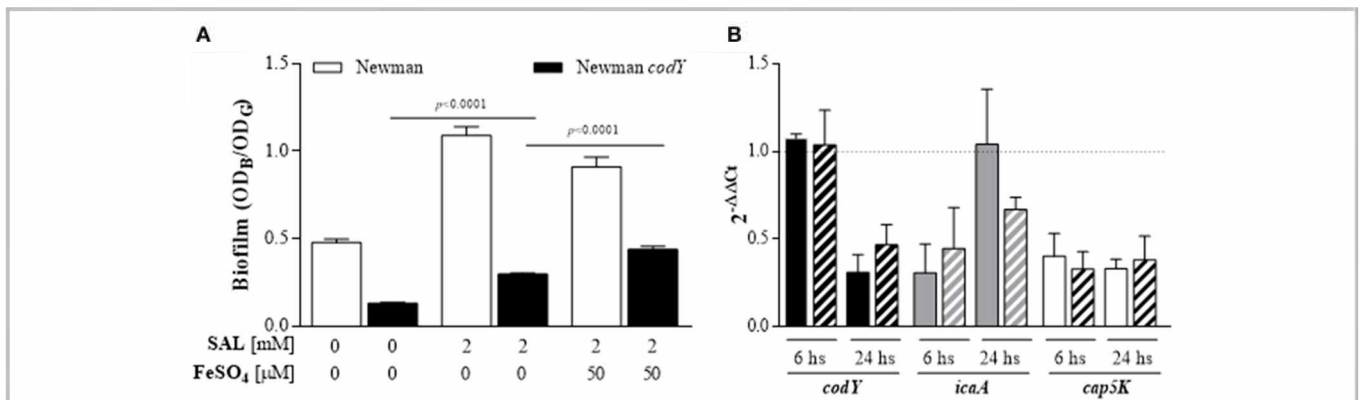 A
B
1.5
1.0
0.5
0.0
Biofilm (ODB/ODG)
Newman
Newman codY
p<0.0001
p<0.0001
SAL [mM] 0 0 2 2 2 2
FeSO4 [µM] 0 0 0 0 50 50
1.5
1.0
0.5
0.0
2-ΔΔCt
6 hs 24 hs 6 hs 24 hs 6 hs 24 hs
codY icaA cap5K